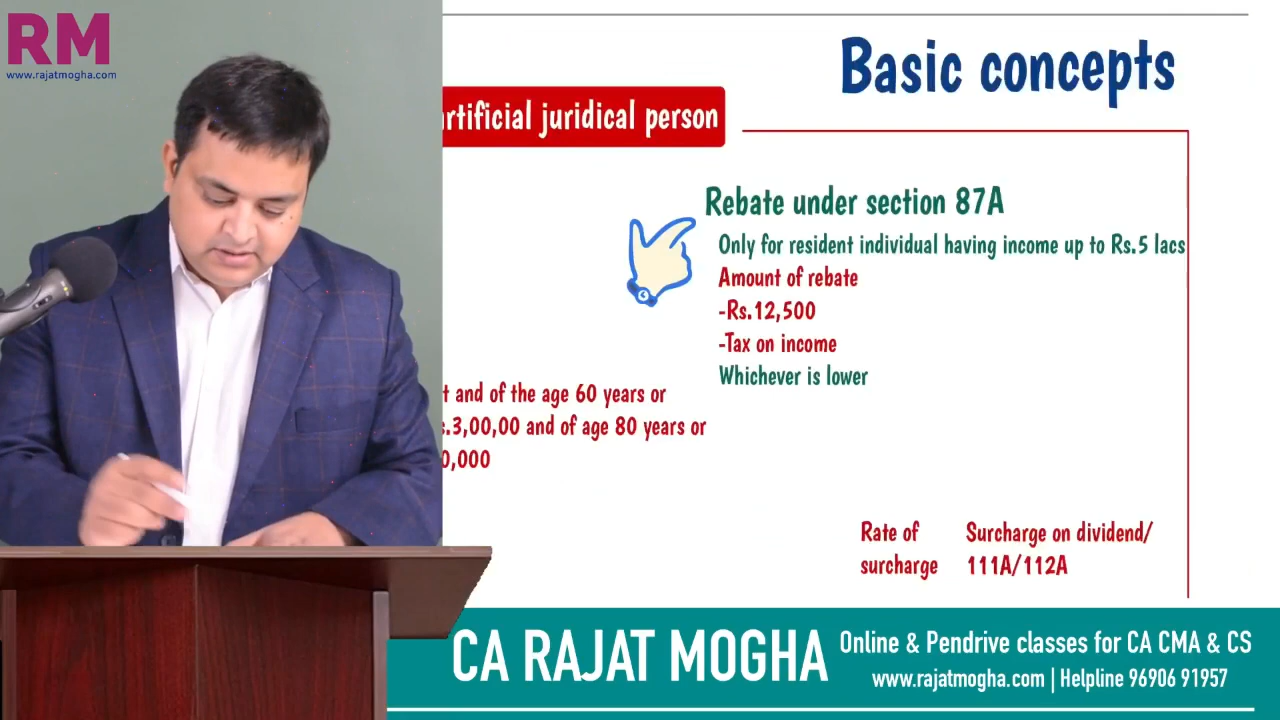 RM
www.rajatmogha.com
Basic concepts
artificial juridical person
Rebate under section 87A
Only for resident individual having income up to Rs.5 lacs
Amount of rebate
-Rs.12,500
-Tax on income
Whichever is lower
t and of the age 60 years or
.3,00,00 and of age 80 years or
0,000
Rate of surcharge
Surcharge on dividend/
111A/112A
CA RAJAT MOGHA
Online & Pendrive classes for CA CMA & CS
www.rajatmogha.com | Helpline 96906 91957